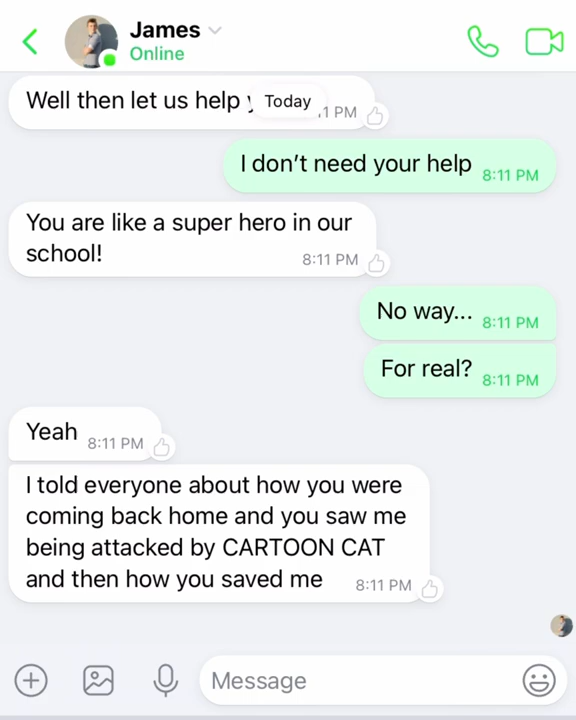 James
Online
Well then let us help
Today
1 PM
I don't need your help
8:11 PM
You are like a super hero in our
school!
8:11 PM
No way...
8:11 PM
For real?
8:11 PM
Yeah
8:11 PM
I told everyone about how you were
coming back home and you saw me
being attacked by CARTOON CAT
and then how you saved me
8:11 PM
Message